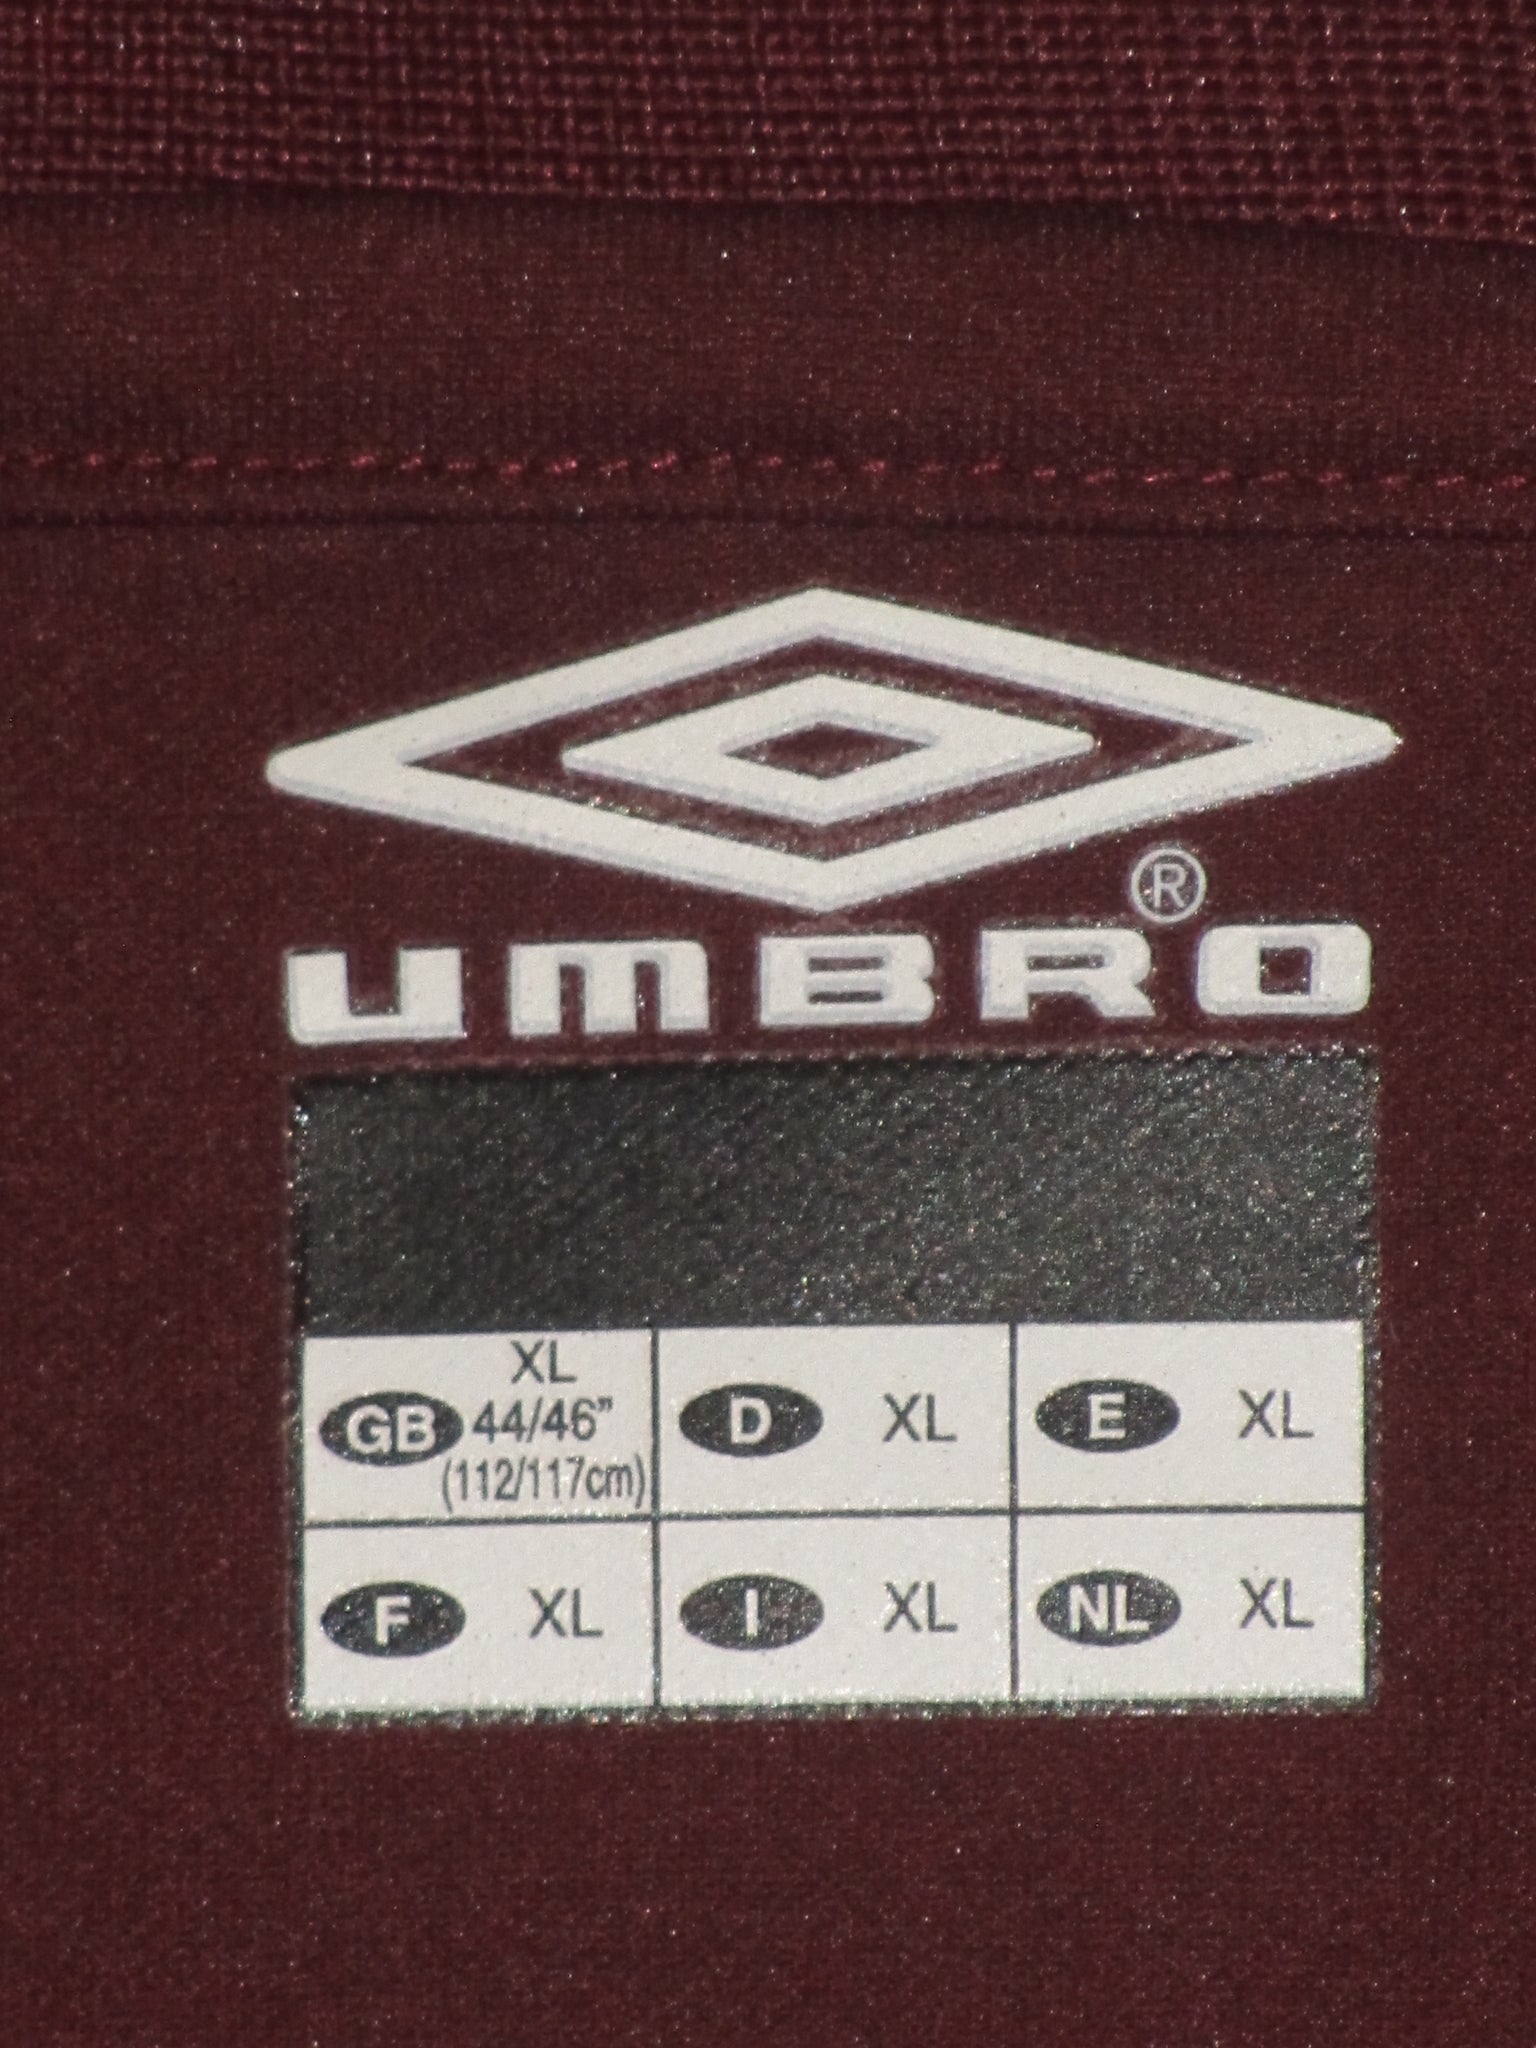 ®
UMBRO
GB XL 44/46” (112/117cm)
D XL
E XL
F XL
I XL
NL XL